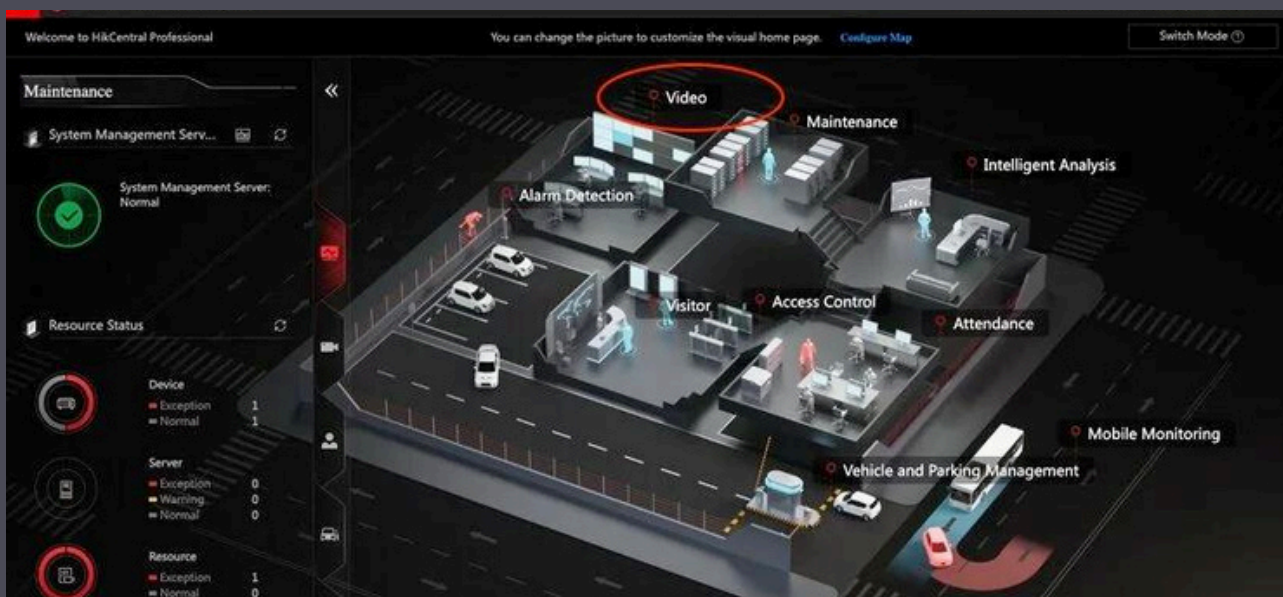 Welcome to HikCentral Professional
You can change the picture to customize the visual home page. Configure Map
Switch Mode
Maintenance
System Management Serv...
System Management Server:
Normal
Resource Status
Device
Exception 1
Normal 1
Server
Exception 0
Warning 0
Normal 0
Resource
Exception 1
Normal 0
Video
Maintenance
Intelligent Analysis
Alarm Detection
Visitor
Access Control
Attendance
Mobile Monitoring
Vehicle and Parking Management